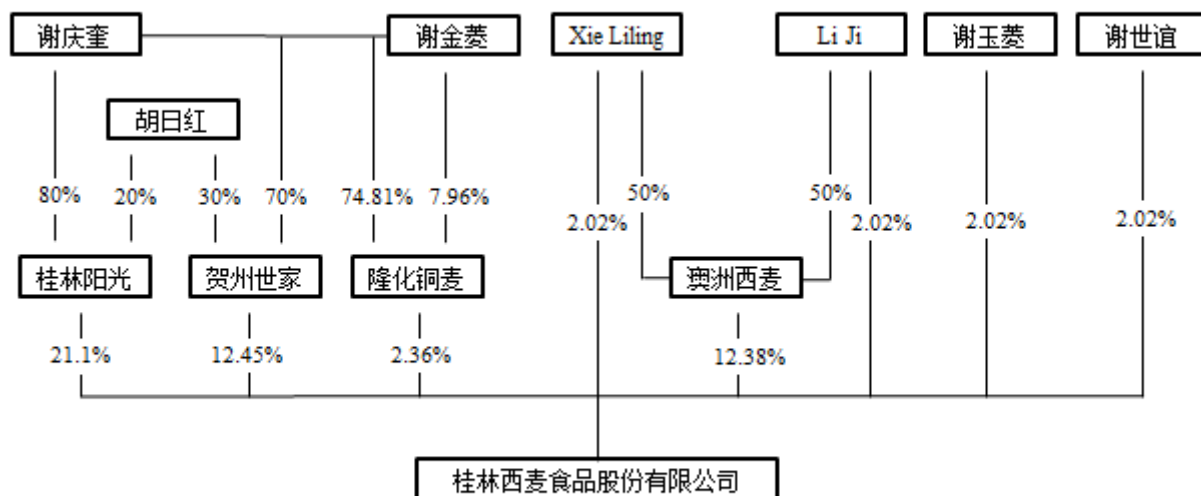 谢庆奎
谢金菱
Xie Liling
Li Ji
谢玉菱
谢世谊
胡日红
80%
20%
30%
70%
74.81%
7.96%
2.02%
50%
50%
2.02%
2.02%
2.02%
桂林阳光
贺州世家
隆化铜麦
澳洲西麦
21.1%
12.45%
2.36%
12.38%
桂林西麦食品股份有限公司